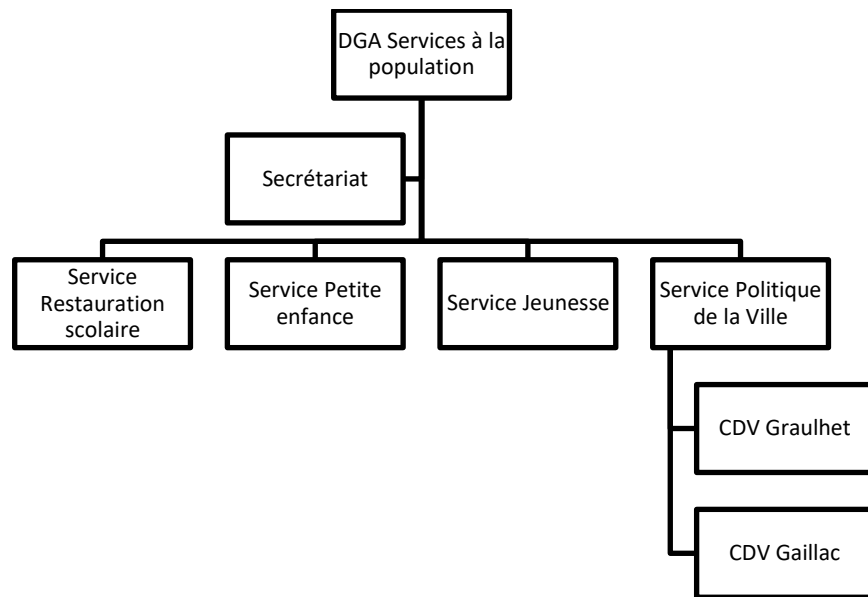 DGA Services à la
population
Secrétariat
Service
Restauration
scolaire
Service Petite
enfance
Service Jeunesse
Service Politique
de la Ville
CDV Graulhet
CDV Gaillac